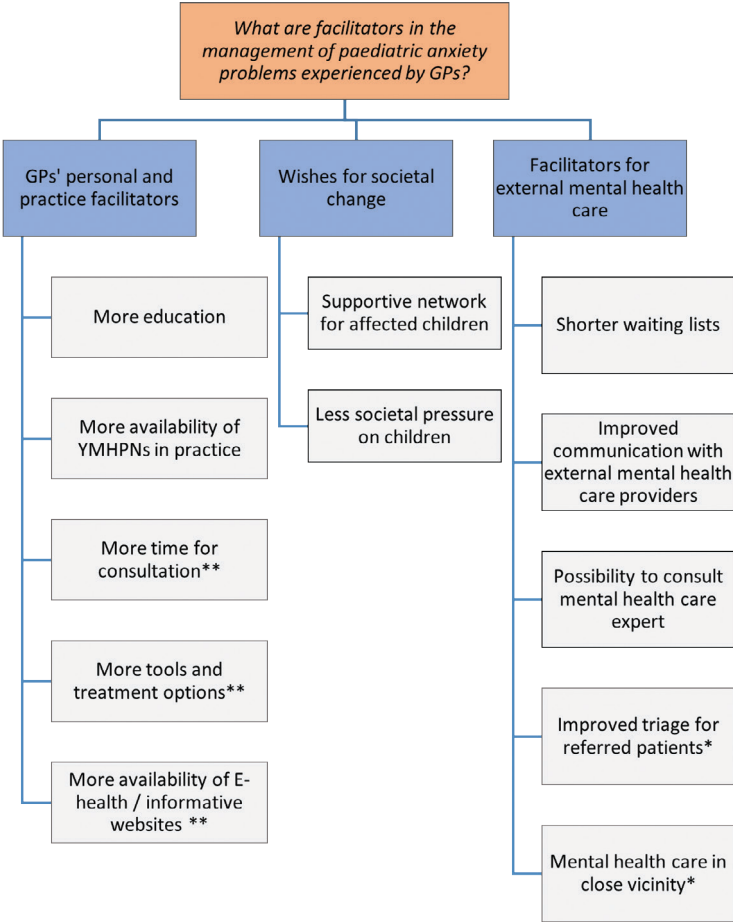 What are facilitators in the
management of paediatric anxiety
problems experienced by GPs?
GPs' personal and
practice facilitators
More education
More availability of
YMHPNs in practice
More time for
consultation**
More tools and
treatment options**
More availability of E-
health / informative
websites **
Wishes for societal
change
Supportive network
for affected children
Less societal pressure
on children
Facilitators for
external mental health
care
Shorter waiting lists
Improved
communication with
external mental health
care providers
Possibility to consult
mental health care
expert
Improved triage for
referred patients*
Mental health care in
close vicinity*